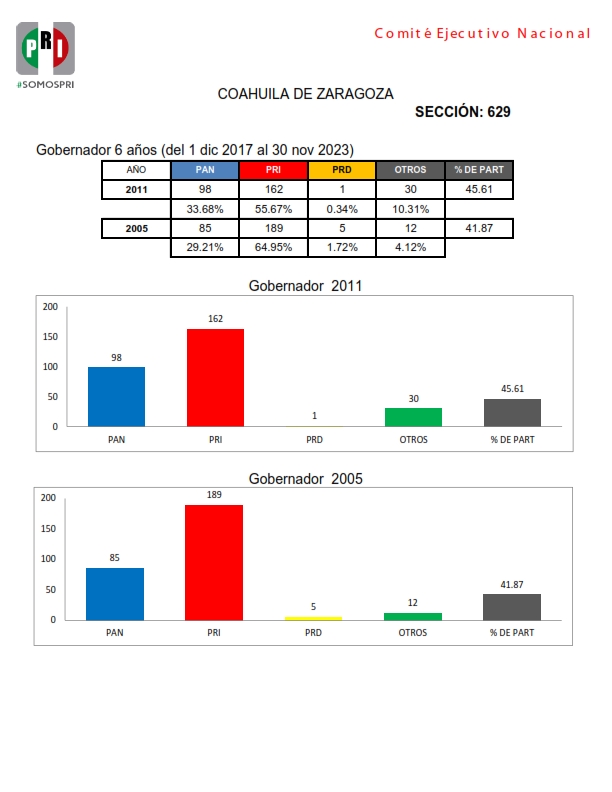 Comité Ejecutivo Nacional
PRI
#SOMOSPRI
COAHUILA DE ZARAGOZA
SECCIÓN: 629
Gobernador 6 años (del 1 dic 2017 al 30 nov 2023)
AÑO PAN PRI PRD OTROS % DE PART
2011 98 162 1 30 45.61
33.68% 55.67% 0.34% 10.31%
2005 85 189 5 12 41.87
29.21% 64.95% 1.72% 4.12%
Gobernador 2011
200
150
100
50
0
98 162 1 30 45.61
PAN PRI PRD OTROS % DE PART
Gobernador 2005
200
150
100
50
0
85 189 5 12 41.87
PAN PRI PRD OTROS % DE PART